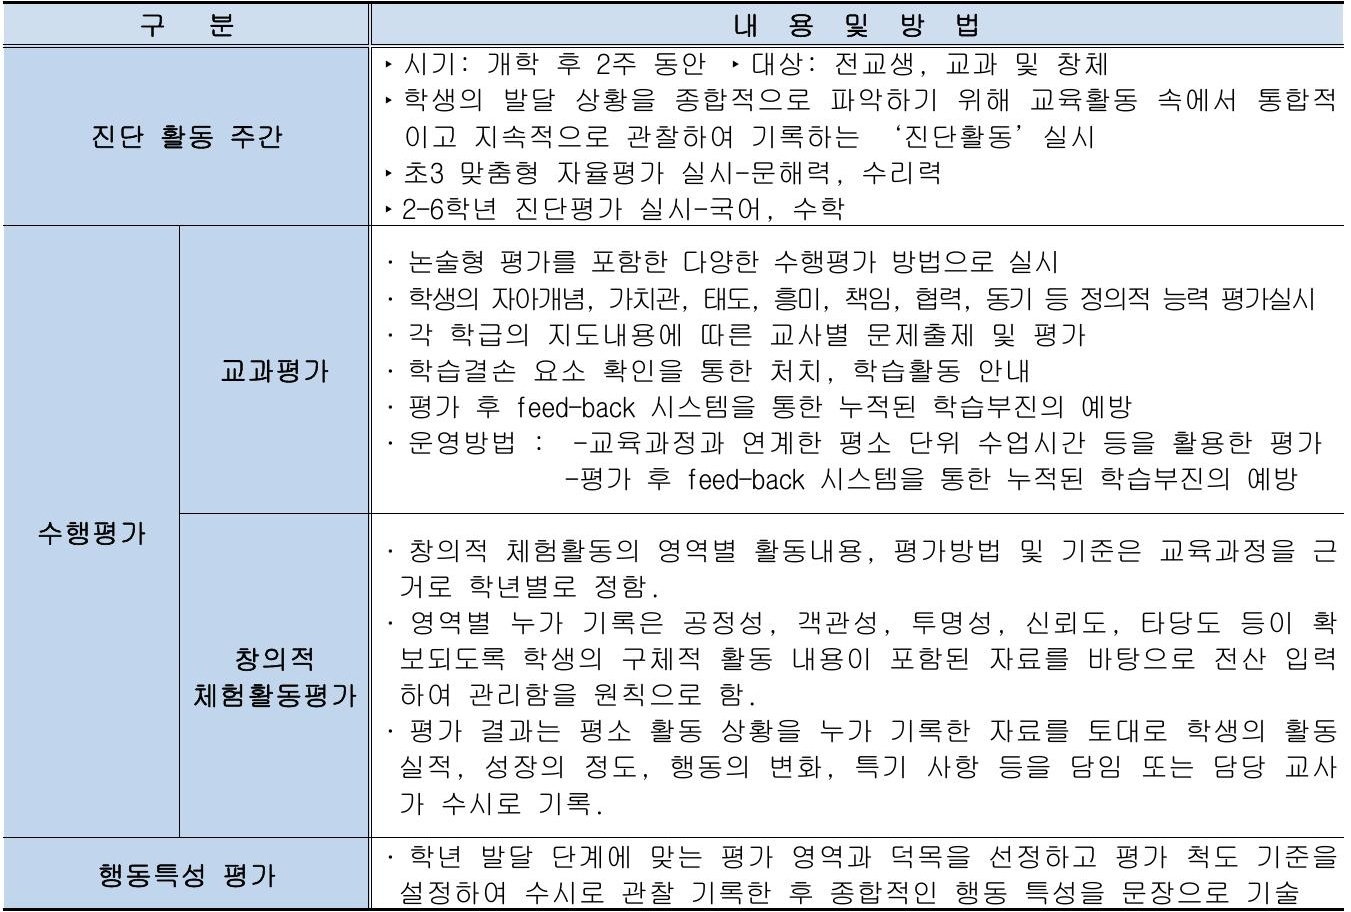 구 분
내 용 및 방 법
진단 활동 주간
‣ 시기: 개학 후 2주 동안 ‣ 대상: 전교생, 교과 및 창체
‣ 학생의 발달 상황을 종합적으로 파악하기 위해 교육활동 속에서 통합적
이고 지속적으로 관찰하여 기록하는 ‘진단활동’ 실시
‣ 초3 맞춤형 자율평가 실시-문해력, 수리력
‣ 2-6학년 진단평가 실시-국어, 수학
수행평가
교과평가
· 논술형 평가를 포함한 다양한 수행평가 방법으로 실시
· 학생의 자아개념, 가치관, 태도, 흥미, 책임, 협력, 동기 등 정의적 능력 평가실시
· 각 학급의 지도내용에 따른 교사별 문제출제 및 평가
· 학습결손 요소 확인을 통한 처치, 학습활동 안내
· 평가 후 feed-back 시스템을 통한 누적된 학습부진의 예방
· 운영방법 : -교육과정과 연계한 평소 단위 수업시간 등을 활용한 평가
-평가 후 feed-back 시스템을 통한 누적된 학습부진의 예방
창의적
체험활동평가
· 창의적 체험활동의 영역별 활동내용, 평가방법 및 기준은 교육과정을 근
거로 학년별로 정함.
· 영역별 누가 기록은 공정성, 객관성, 투명성, 신뢰도, 타당도 등이 확
보되도록 학생의 구체적 활동 내용이 포함된 자료를 바탕으로 전산 입력
하여 관리함을 원칙으로 함.
· 평가 결과는 평소 활동 상황을 누가 기록한 자료를 토대로 학생의 활동
실적, 성장의 정도, 행동의 변화, 특기 사항 등을 담임 또는 담당 교사
가 수시로 기록.
행동특성 평가
· 학년 발달 단계에 맞는 평가 영역과 덕목을 선정하고 평가 척도 기준을
설정하여 수시로 관찰 기록한 후 종합적인 행동 특성을 문장으로 기술